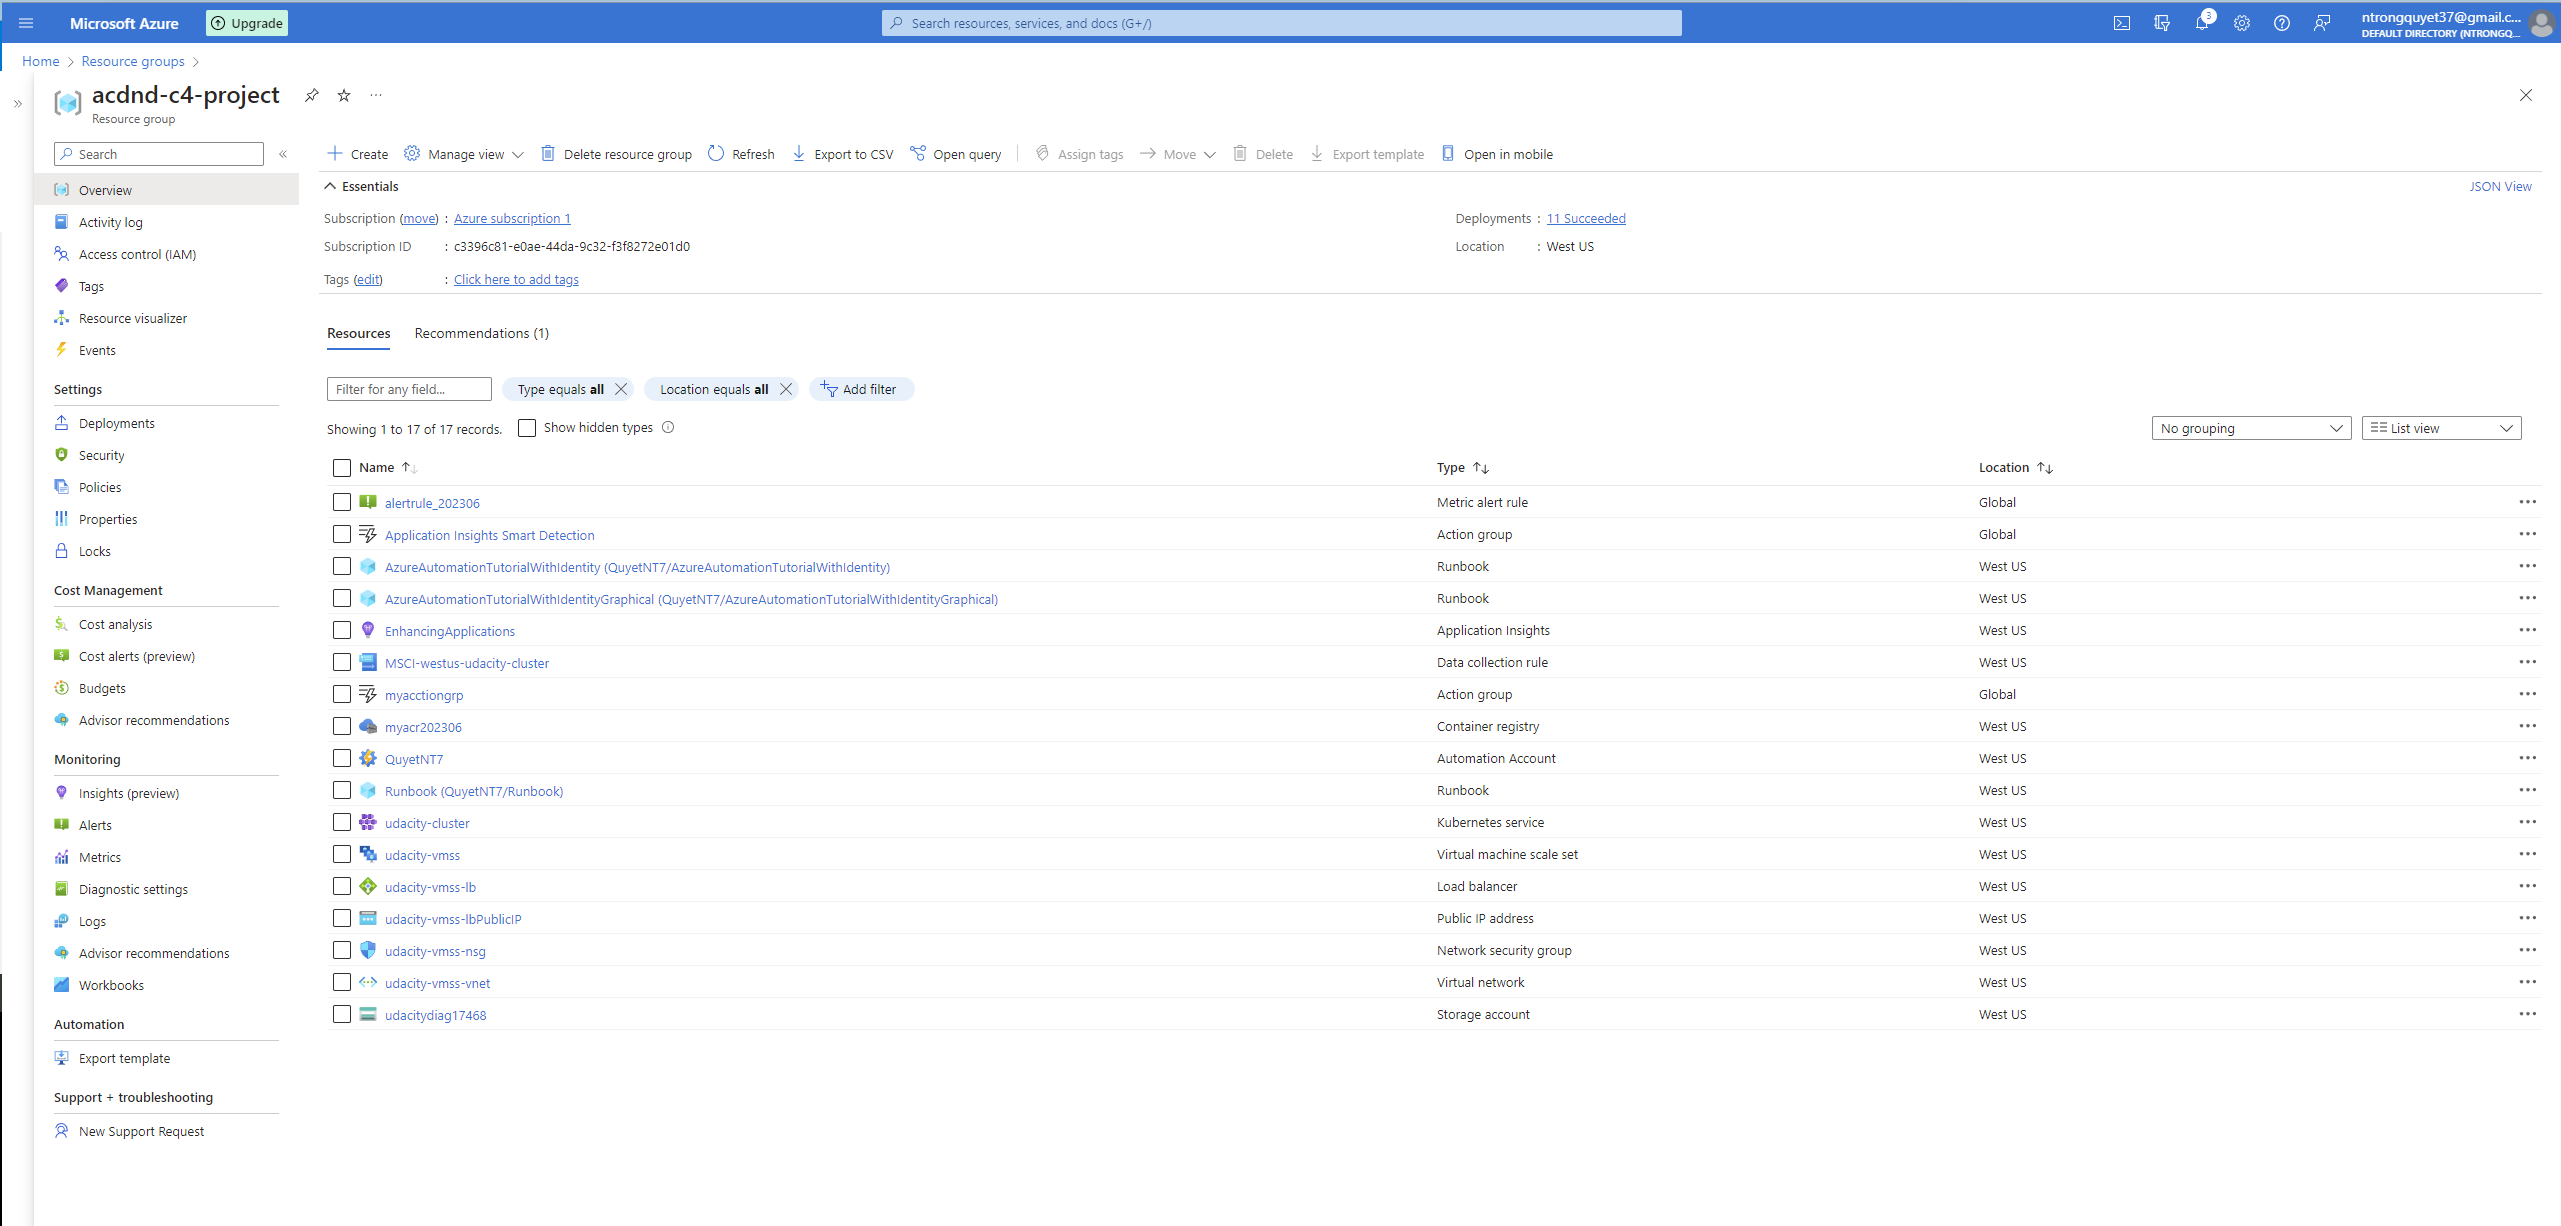 Microsoft Azure
Upgrade
Search resources, services, and docs (G+/)
3
ntrongquyet37@gmail.c...
DEFAULT DIRECTORY (NTRONGQ...
Home
Resource groups
acdnd-c4-project
Resource group
Search
Overview
Activity log
Access control (IAM)
Tags
Resource visualizer
Events
Settings
Deployments
Security
Policies
Properties
Locks
Cost Management
Cost analysis
Cost alerts (preview)
Budgets
Advisor recommendations
Monitoring
Insights (preview)
Alerts
Metrics
Diagnostic settings
Logs
Advisor recommendations
Workbooks
Automation
Export template
Support + troubleshooting
New Support Request
Create Manage view Delete resource group Refresh Export to CSV Open query Assign tags Move Delete Export template Open in mobile
Essentials
JSON View
Subscription (move) : Azure subscription 1
Subscription ID : c3396c81-e0ae-44da-9c32-f3f8272e01d0
Tags (edit) : Click here to add tags
Deployments : 11 Succeeded
Location : West US
Resources Recommendations (1)
Filter for any field... Type equals all Location equals all Add filter
Showing 1 to 17 of 17 records. Show hidden types No grouping List view
Name Type Location
alertrule_202306 Metric alert rule Global
Application Insights Smart Detection Action group Global
AzureAutomationTutorialWithIdentity (QuyetNT7/AzureAutomationTutorialWithIdentity) Runbook West US
AzureAutomationTutorialWithIdentityGraphical (QuyetNT7/AzureAutomationTutorialWithIdentityGraphical) Runbook West US
EnhancingApplications Application Insights West US
MSCI-westus-udacity-cluster Data collection rule West US
myacctiongrp Action group Global
myacr202306 Container registry West US
QuyetNT7 Automation Account West US
Runbook (QuyetNT7/Runbook) Runbook West US
udacity-cluster Kubernetes service West US
udacity-vmss Virtual machine scale set West US
udacity-vmss-lb Load balancer West US
udacity-vmss-lbPublicIP Public IP address West US
udacity-vmss-nsg Network security group West US
udacity-vmss-vnet Virtual network West US
udacitydiag17468 Storage account West US